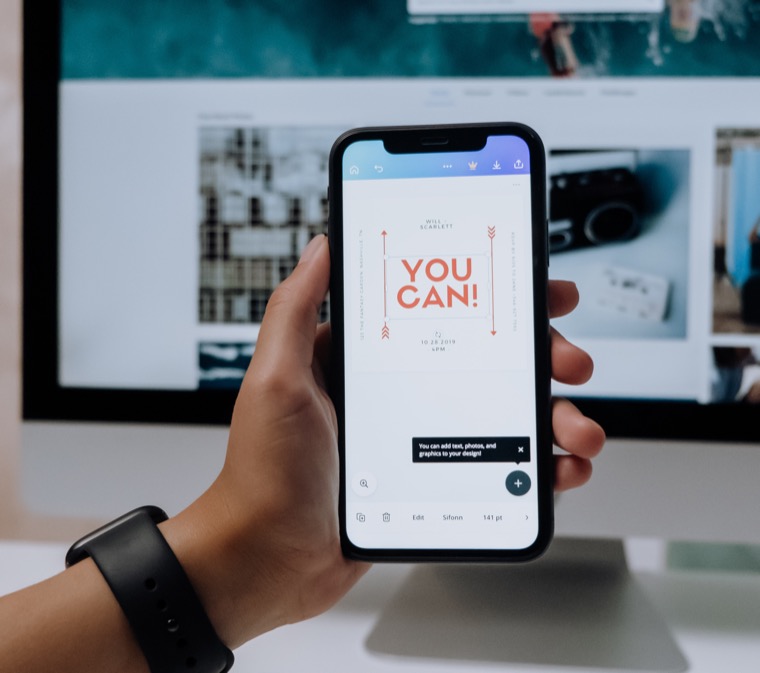 WILL
SCARLETT
YOU
CAN!
10.28.2019
4PM
You can add text, photos, and
graphics to your design!
Edit
Sifonn
141 pt